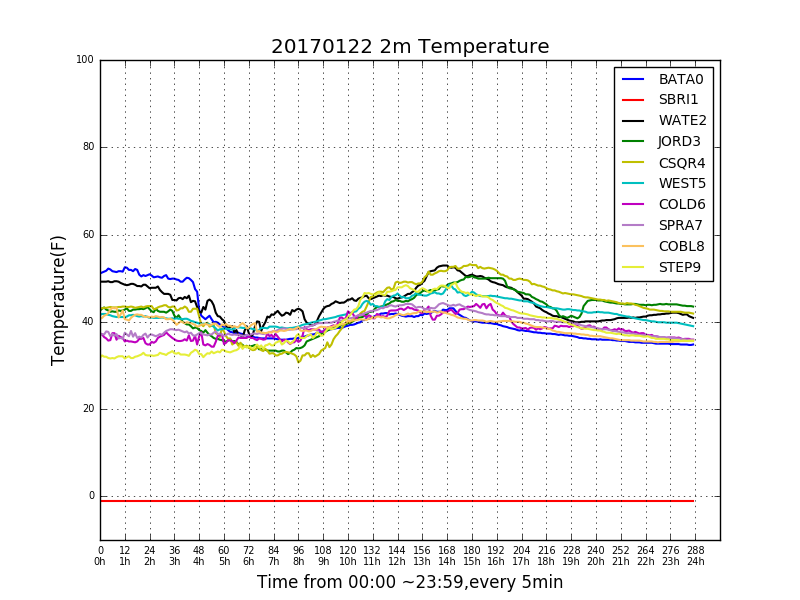 20170122 2m Temperature
100
80
60
40
20
0
Temperature(F)
BATA0
SBRI1
WATE2
JORD3
CSQR4
WEST5
COLD6
SPRA7
COBL8
STEP9
0 12 24 36 48 60 72 84 96 108 120 132 144 156 168 180 192 204 216 228 240 252 264 276 288
0h 1h 2h 3h 4h 5h 6h 7h 8h 9h 10h 11h 12h 13h 14h 15h 16h 17h 18h 19h 20h 21h 22h 23h 24h
Time from 00:00 ~23:59,every 5min